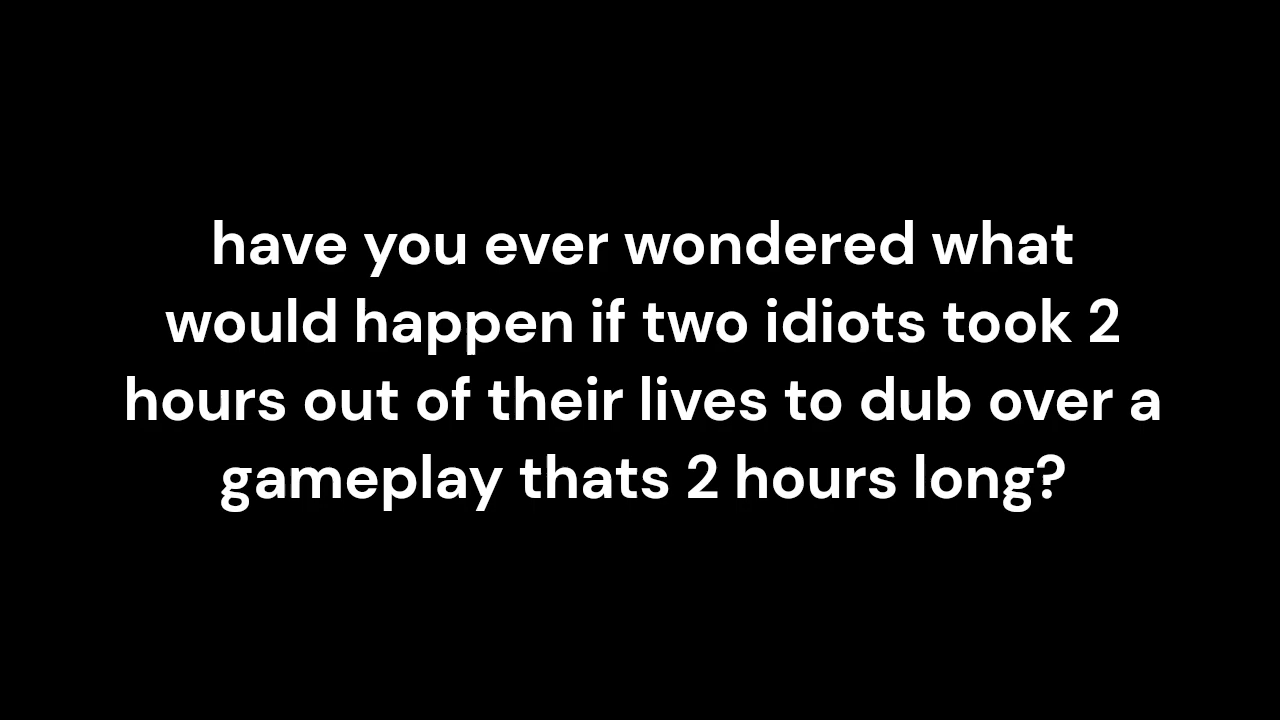 have you ever wondered what
would happen if two idiots took 2
hours out of their lives to dub over a
gameplay thats 2 hours long?